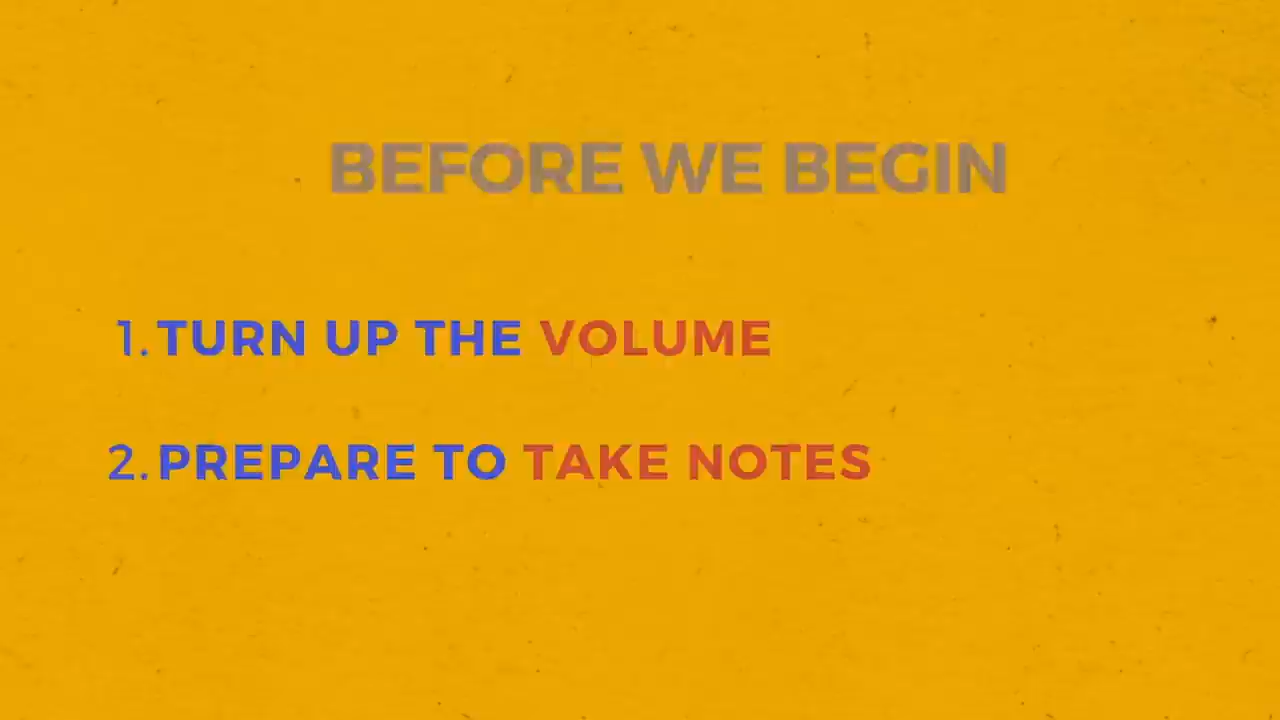 BEFORE WE BEGIN
1. TURN UP THE VOLUME
2. PREPARE TO TAKE NOTES